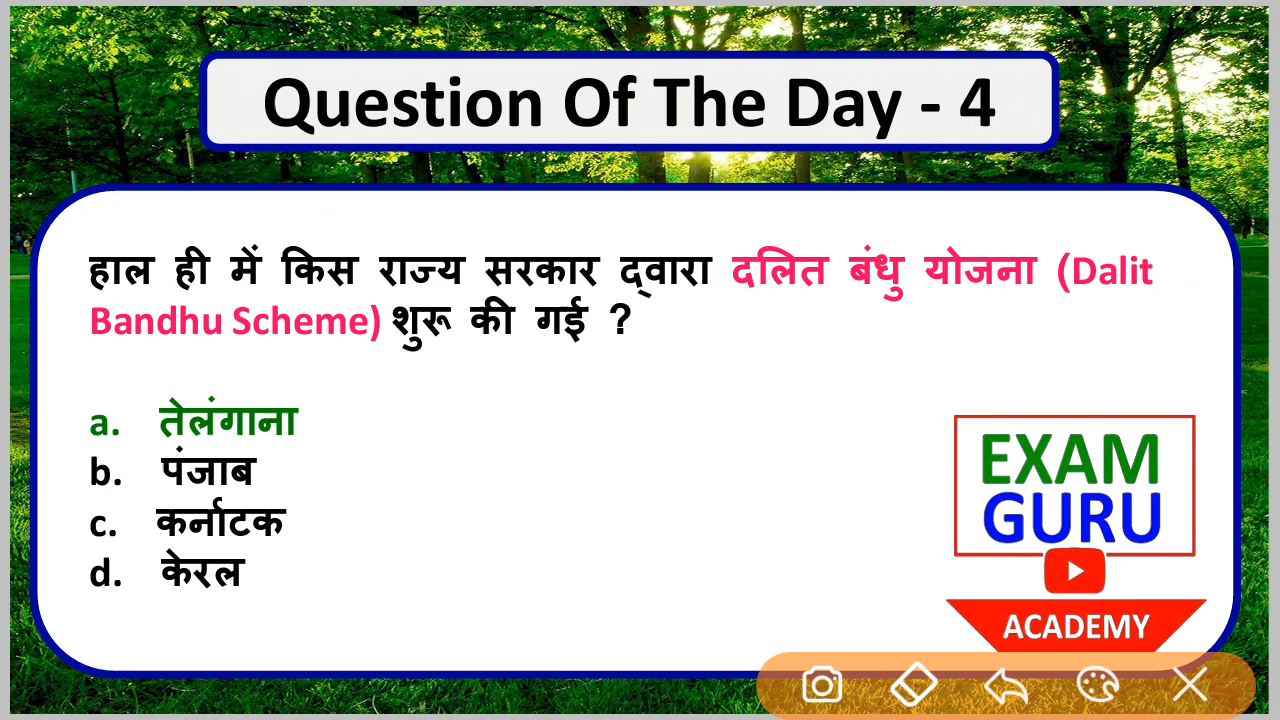 Question Of The Day - 4
हाल ही में किस राज्य सरकार द्वारा दलित बंधु योजना (Dalit
Bandhu Scheme) शुरू की गई ?
a. तेलंगाना
b. पंजाब
c. कर्नाटक
d. केरल
EXAM
GURU
ACADEMY